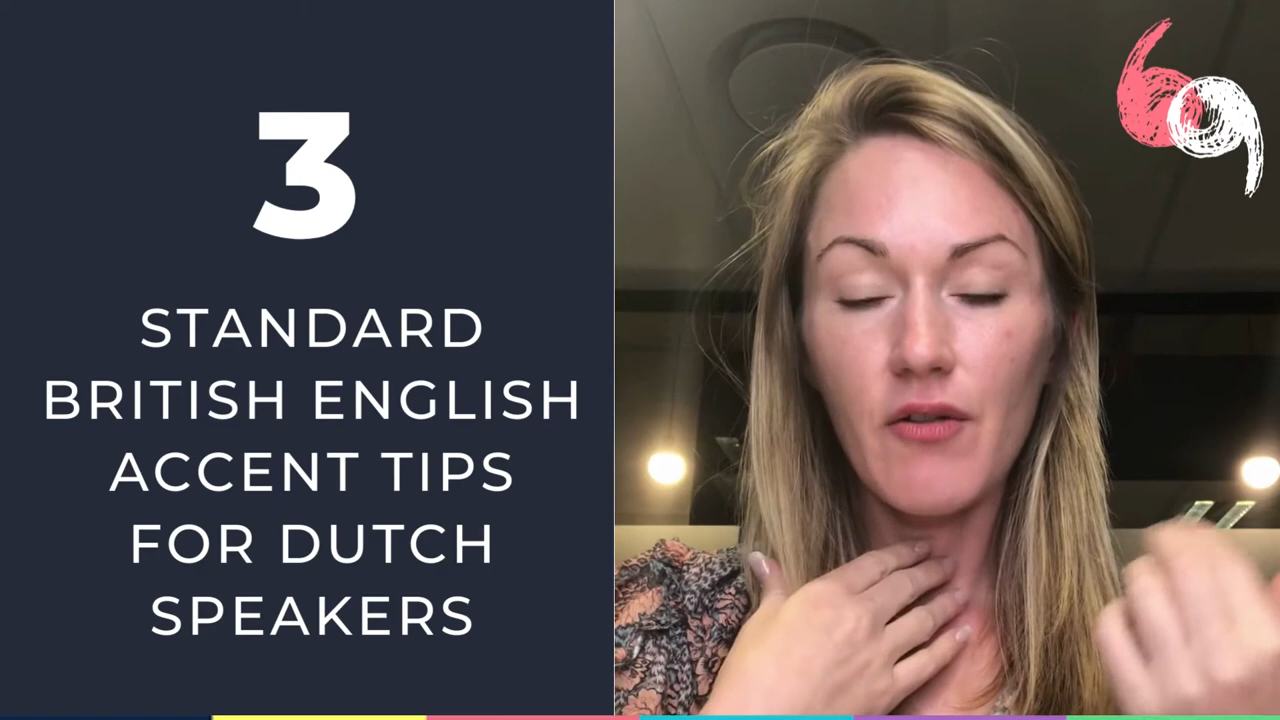 3
STANDARD
BRITISH ENGLISH
ACCENT TIPS
FOR DUTCH
SPEAKERS